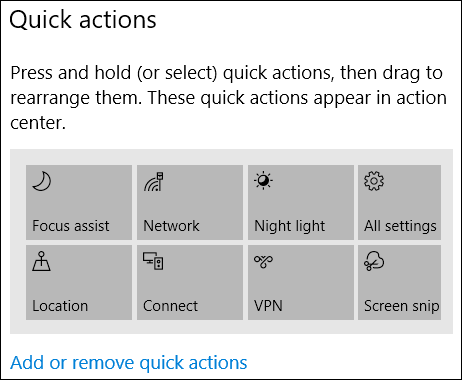 Quick actions
Press and hold (or select) quick actions, then drag to
rearrange them. These quick actions appear in action
center.
Focus assist Network Night light All settings
Location Connect VPN Screen snip
Add or remove quick actions